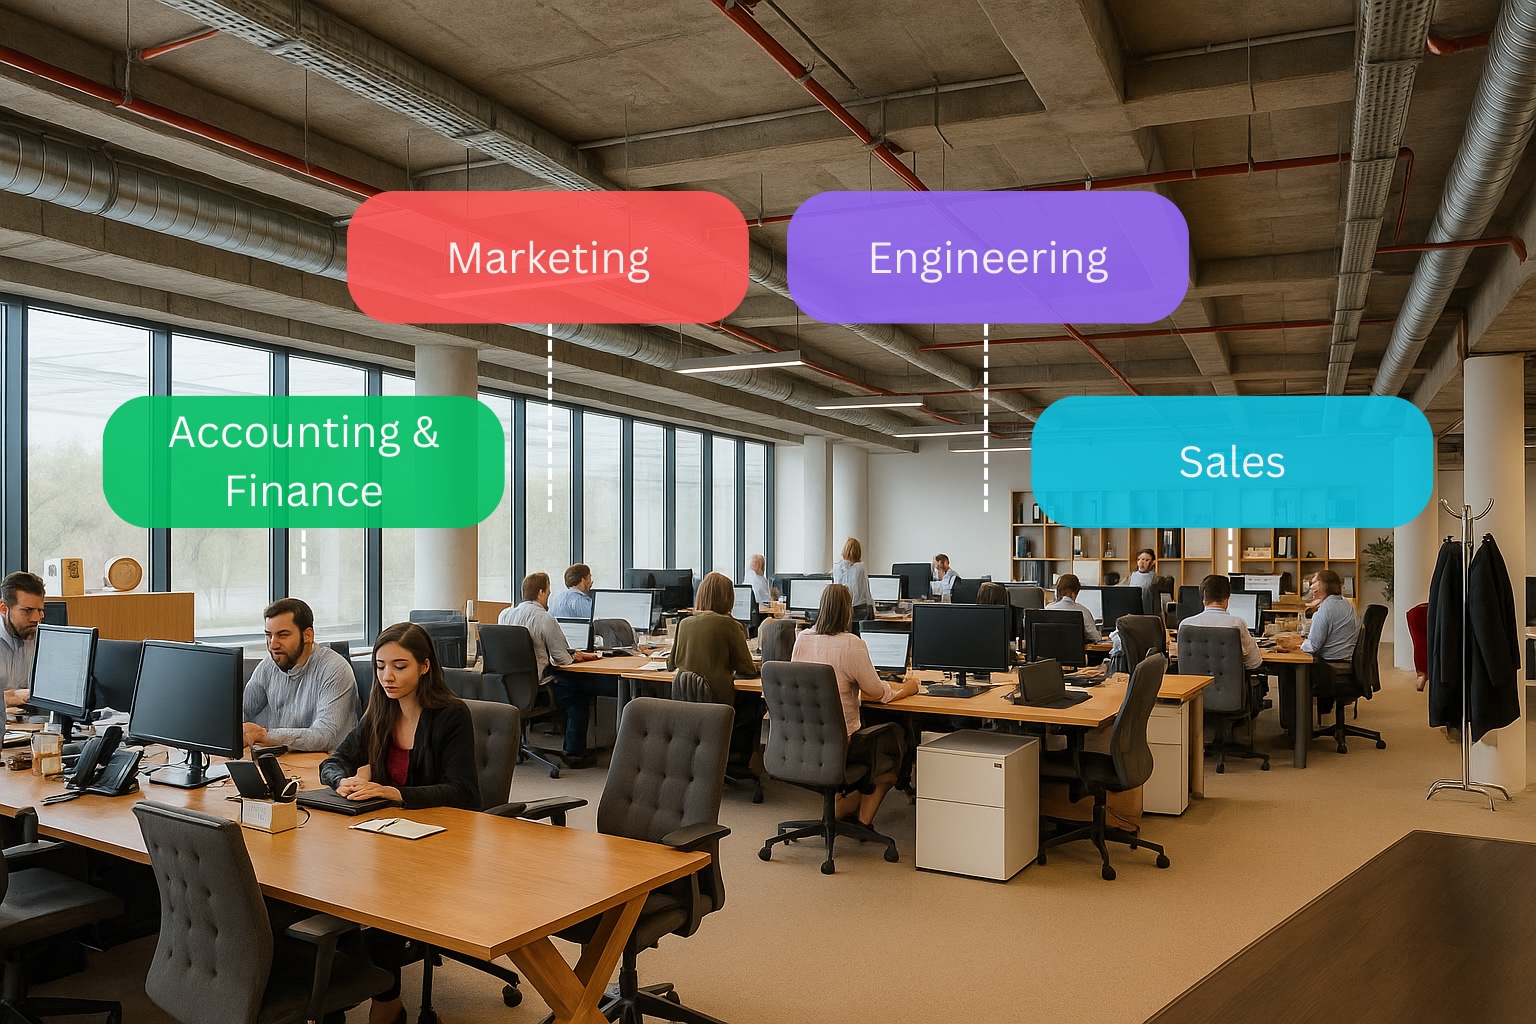 Marketing
Engineering
Accounting &
Finance
Sales